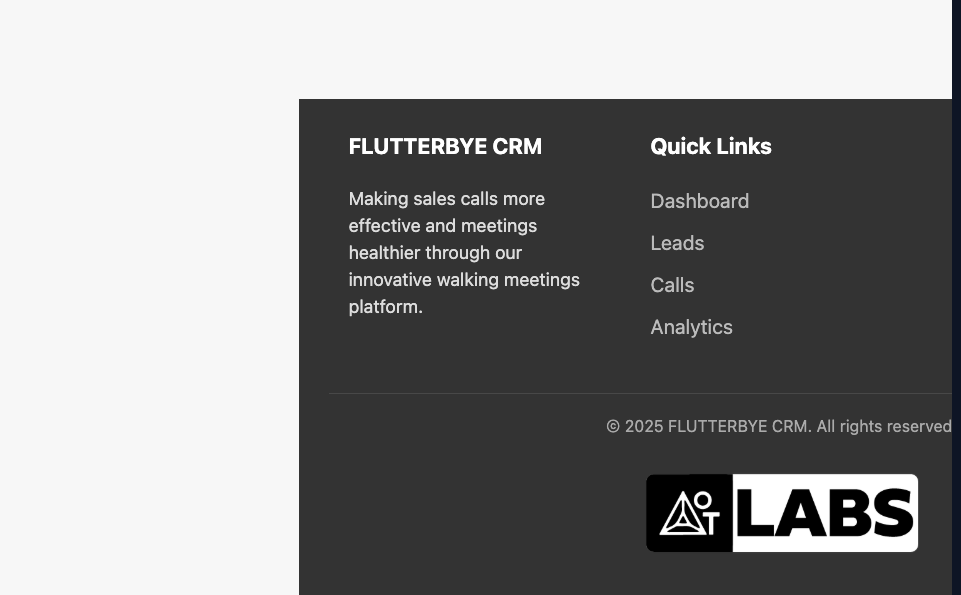 FLUTTERBYE CRM
Making sales calls more
effective and meetings
healthier through our
innovative walking meetings
platform.
Quick Links
Dashboard
Leads
Calls
Analytics
© 2025 FLUTTERBYE CRM. All rights reserved
LABS